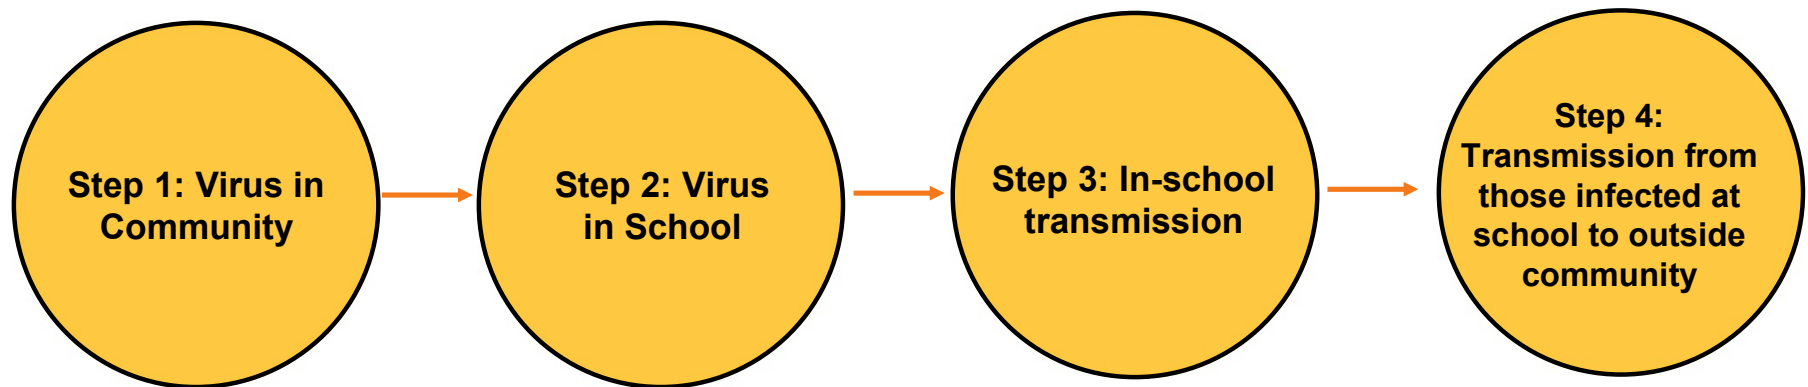 Step 1: Virus in
Community
Step 2: Virus
in School
Step 3: In-school
transmission
Step 4:
Transmission from
those infected at
school to outside
community